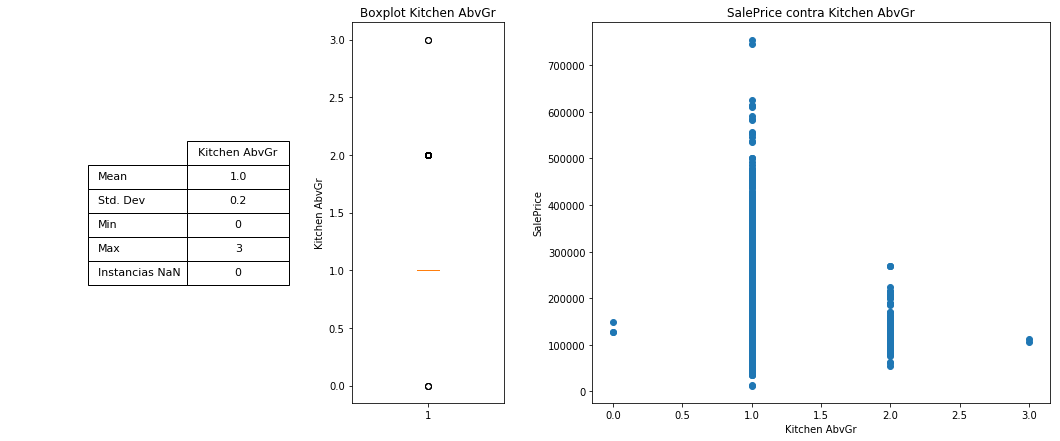 Kitchen AbvGr
Mean 1.0
Std. Dev 0.2
Min 0
Max 3
Instancias NaN 0
Boxplot Kitchen AbvGr
Kitchen AbvGr
3.0
2.5
2.0
1.5
1.0
0.5
0.0
1
SalePrice contra Kitchen AbvGr
SalePrice
700000
600000
500000
400000
300000
200000
100000
0
0.0 0.5 1.0 1.5 2.0 2.5 3.0
Kitchen AbvGr